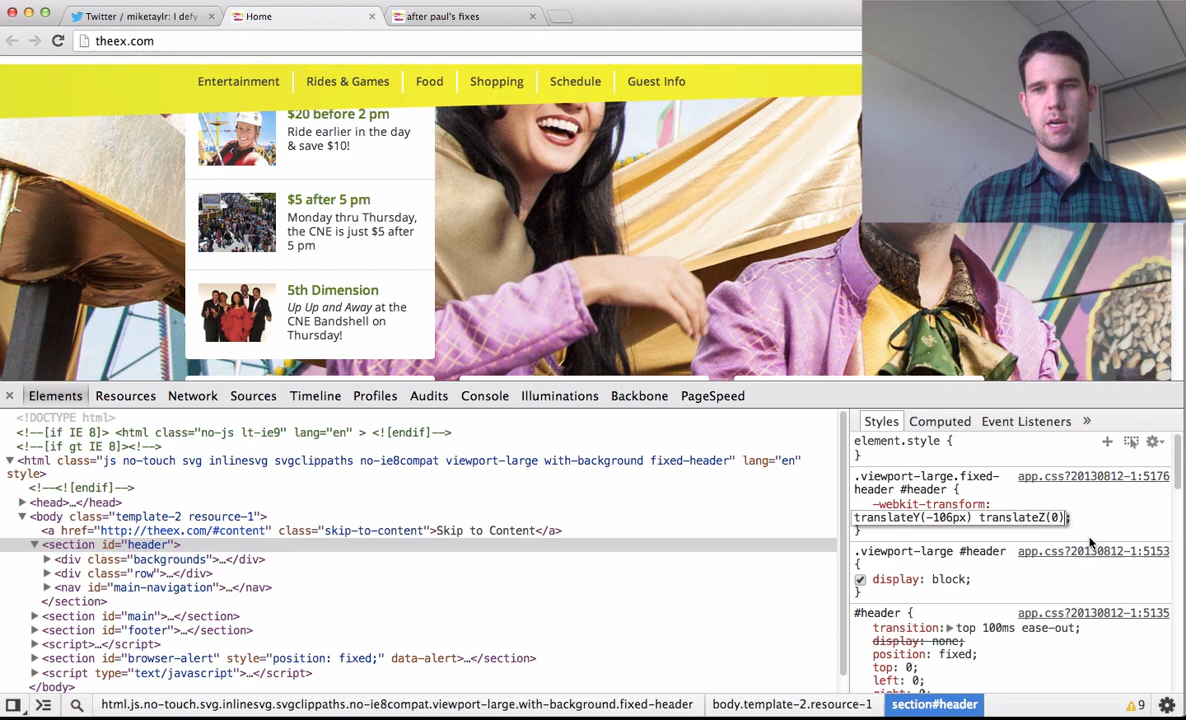 Twitter / miketaylr: I defy
Home
after paul's fixes
theex.com
Entertainment
Rides & Games
Food
Shopping
Schedule
Guest Info
$20 before 2 pm
Ride earlier in the day
& save $10!
$5 after 5 pm
Monday thru Thursday,
the CNE is just $5 after
5 pm
5th Dimension
Up Up and Away at the
CNE Bandshell on
Thursday!
Elements
Resources
Network
Sources
Timeline
Profiles
Audits
Console
Illuminations
Backbone
PageSpeed
<!DOCTYPE html>
<!--[if IE 8]> <html class="no-js lt-ie9" lang="en" > <![endif]-->
<!--[if gt IE 8]><!-->
<html class="js no-touch svg inlinesvg svgclippaths no-ie8compat viewport-large with-background fixed-header" lang="en"
style>
<!--<![endif]-->
<head>…</head>
<body class="template-2 resource-1">
<a href="http://theex.com/#content" class="skip-to-content">Skip to Content</a>
<section id="header">
<div class="backgrounds">…</div>
<div class="row">…</div>
<nav id="main-navigation">…</nav>
</section>
<section id="main">…</section>
<section id="footer">…</section>
<script>…</script>
<section id="browser-alert" style="position: fixed;" data-alert>…</section>
<script type="text/javascript">…</script>
</body>
Styles
Computed
Event Listeners
»
element.style {
}
.viewport-large.fixed-
header #header {
app.css?20130812-1:5176
-webkit-transform:
translateY(-106px) translateZ(0);
}
.viewport-large #header
app.css?20130812-1:5153
{
display: block;
}
#header {
app.css?20130812-1:5135
transition: top 100ms ease-out;
display: none;
position: fixed;
top: 0;
left: 0;
right: 0;
html.js.no-touch.svg.inlinesvg.svgclippaths.no-ie8compat.viewport-large.with-background.fixed-header
body.template-2.resource-1
section#header
9